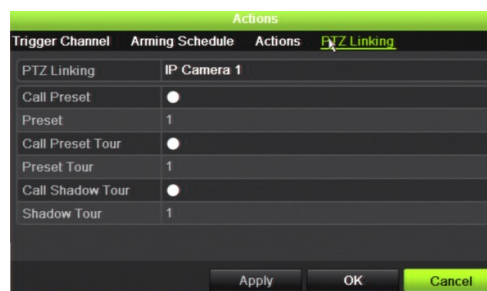 Actions
Trigger Channel Arming Schedule Actions PTZ Linking
PTZ Linking IP Camera 1
Call Preset
Preset 1
Call Preset Tour
Preset Tour 1
Call Shadow Tour
Shadow Tour 1
Apply OK Cancel